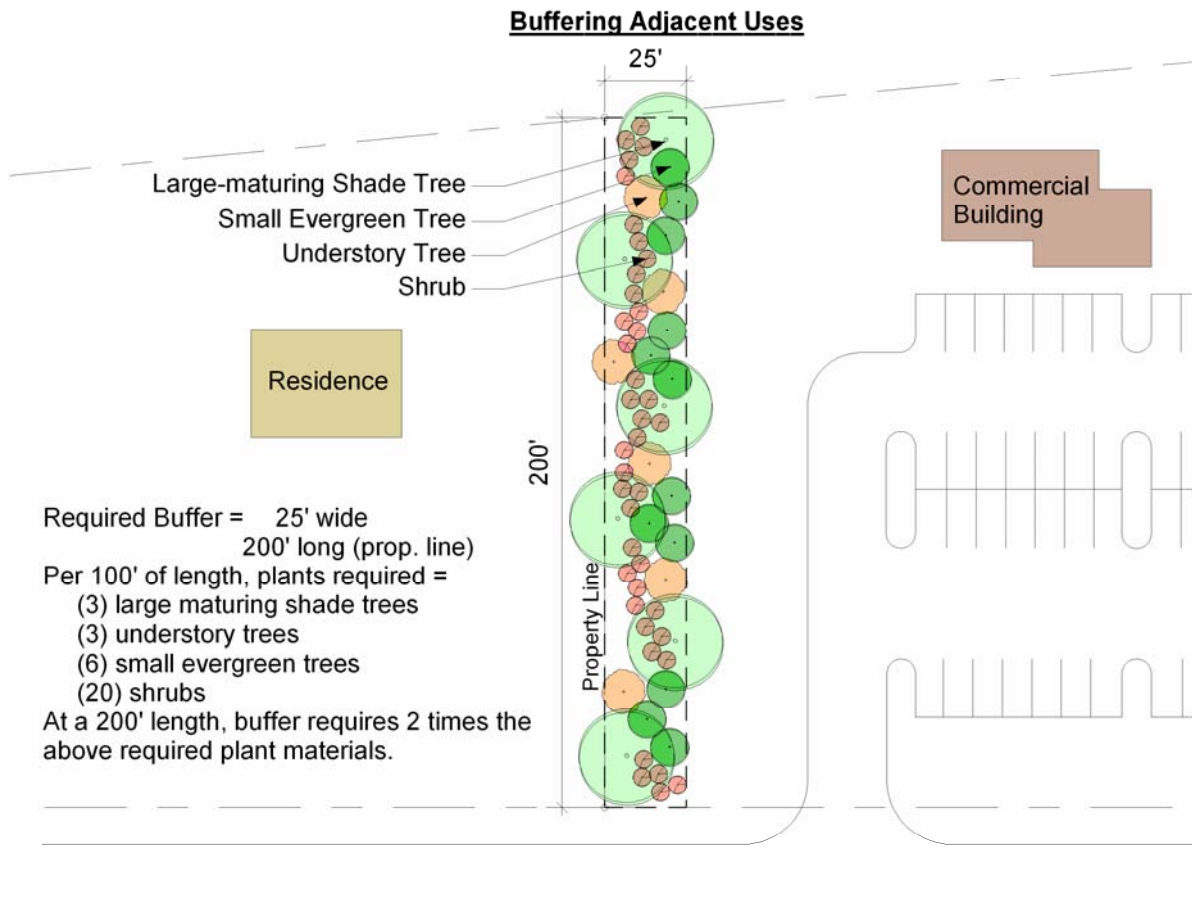 Buffering Adjacent Uses
25'
Large-maturing Shade Tree
Small Evergreen Tree
Understory Tree
Shrub
Commercial
Building
Residence
200'
Property Line
Required Buffer = 25' wide
200' long (prop. line)
Per 100' of length, plants required =
(3) large maturing shade trees
(3) understory trees
(6) small evergreen trees
(20) shrubs
At a 200' length, buffer requires 2 times the
above required plant materials.